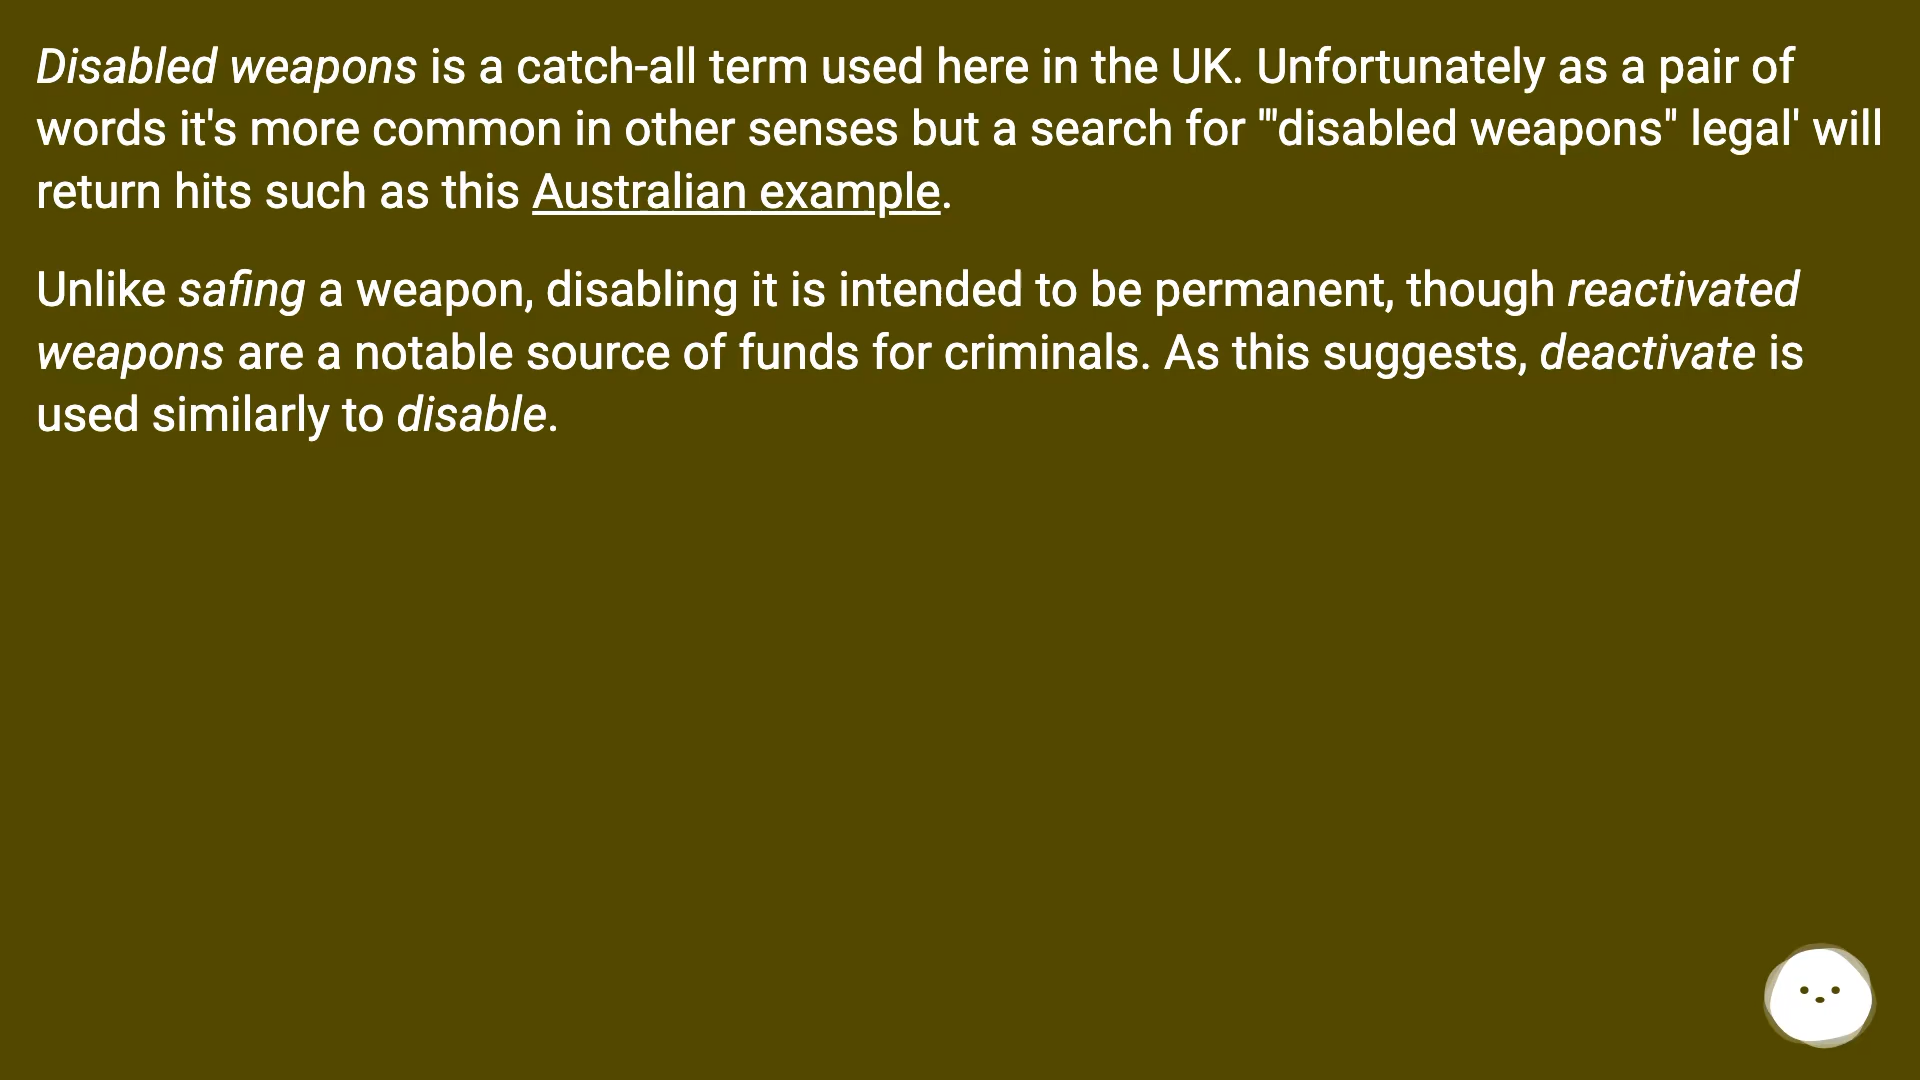 Disabled weapons is a catch-all term used here in the UK. Unfortunately as a pair of
words it's more common in other senses but a search for '"disabled weapons" legal' will
return hits such as this Australian example.
Unlike safing a weapon, disabling it is intended to be permanent, though reactivated
weapons are a notable source of funds for criminals. As this suggests, deactivate is
used similarly to disable.